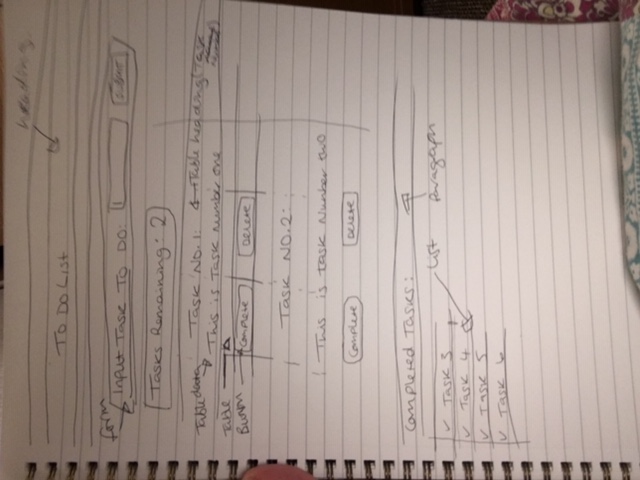 heading
TO DO LIST
form
Input Task To Do: Submit
Tasks Remaining: 2
Task NO.1: Table heading (Task
Table data
This is Task number one
Table
Button
Complete Delete
Task NO.2:
This is Task Number two
Complete Delete
Completed Tasks:
List Paragraph
✓ Task 3
✓ Task 4
✓ Task 5
✓ Task 6